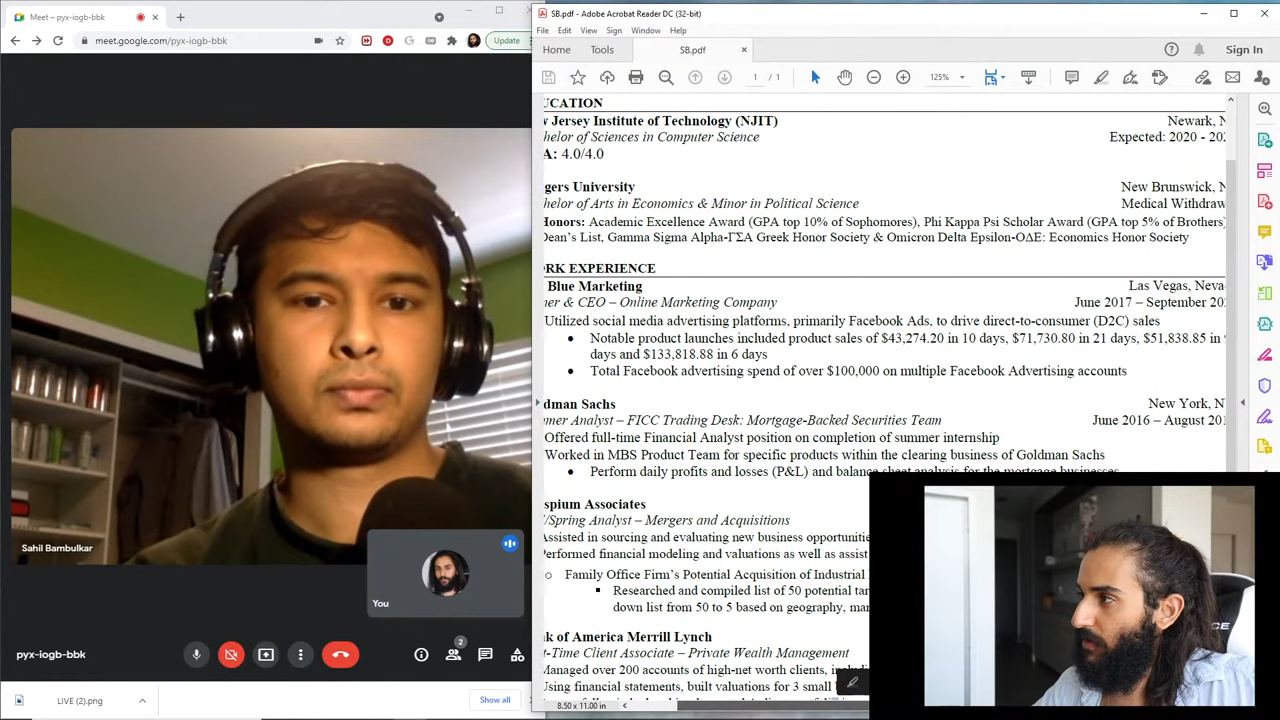 Meet – pyx-iogb-bbk
meet.google.com/pyx-iogb-bbk
Update
Sahil Bambulkar
You
pyx-iogb-bbk
2
LIVE (2).png
Show all
SB.pdf - Adobe Acrobat Reader DC (32-bit)
File Edit View Sign Window Help
Home Tools SB.pdf Sign In
1 / 1 125%
UCATION
w Jersey Institute of Technology (NJIT) Newark, N
helor of Sciences in Computer Science Expected: 2020 - 202
A: 4.0/4.0
gers University New Brunswick, N
helor of Arts in Economics & Minor in Political Science Medical Withdraw
Honors: Academic Excellence Award (GPA top 10% of Sophomores), Phi Kappa Psi Scholar Award (GPA top 5% of Brothers)
Dean’s List, Gamma Sigma Alpha-ΓΣΑ Greek Honor Society & Omicron Delta Epsilon-ΟΔΕ: Economics Honor Society
ORK EXPERIENCE
Blue Marketing Las Vegas, Neva
ner & CEO – Online Marketing Company June 2017 – September 20
Utilized social media advertising platforms, primarily Facebook Ads, to drive direct-to-consumer (D2C) sales
• Notable product launches included product sales of $43,274.20 in 10 days, $71,730.80 in 21 days, $51,838.85 in
days and $133,818.88 in 6 days
• Total Facebook advertising spend of over $100,000 on multiple Facebook Advertising accounts
dman Sachs New York, N
mer Analyst – FICC Trading Desk: Mortgage-Backed Securities Team June 2016 – August 20
Offered full-time Financial Analyst position on completion of summer internship
Worked in MBS Product Team for specific products within the clearing business of Goldman Sachs
• Perform daily profits and losses (P&L) and balance sheet analysis for the mortgage businesses
spium Associates
/Spring Analyst – Mergers and Acquisitions
Assisted in sourcing and evaluating new business opportunities
Performed financial modeling and valuations as well as assist
o Family Office Firm’s Potential Acquisition of Industrial
▪ Researched and compiled list of 50 potential tar
down list from 50 to 5 based on geography, mar
nk of America Merrill Lynch
t-Time Client Associate – Private Wealth Management
Managed over 200 accounts of high-net worth clients,
Using financial statements, built valuations for 3 small
8.50 x 11.00 in